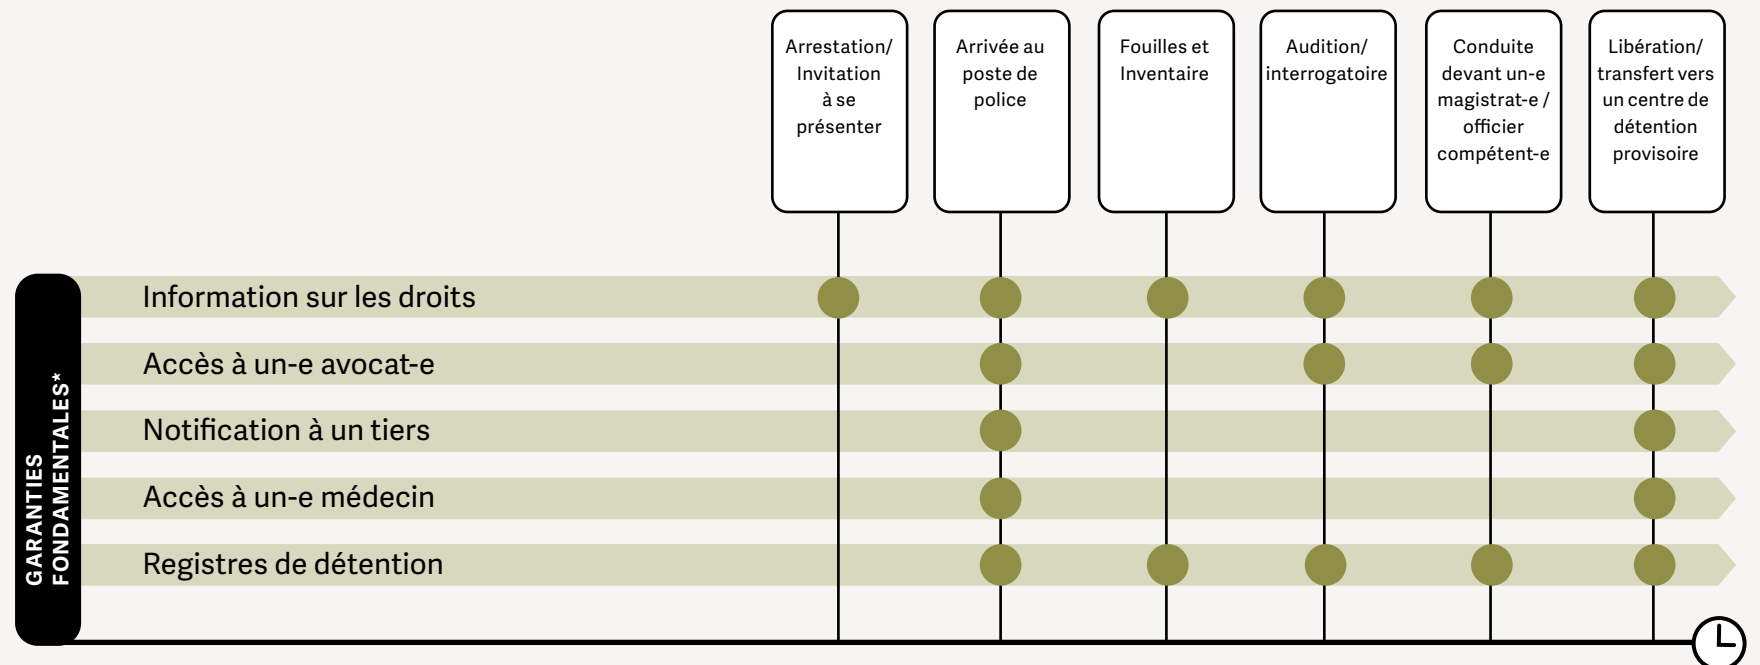 Arrestation/
Invitation
à se
présenter
Arrivée au
poste de
police
Fouilles et
Inventaire
Audition/
interrogatoire
Conduite
devant un-e
magistrat-e /
officier
compétent-e
Libération/
transfert vers
un centre de
détention
provisoire
GARANTIES
FONDAMENTALES*
Information sur les droits
Accès à un-e avocat-e
Notification à un tiers
Accès à un-e médecin
Registres de détention